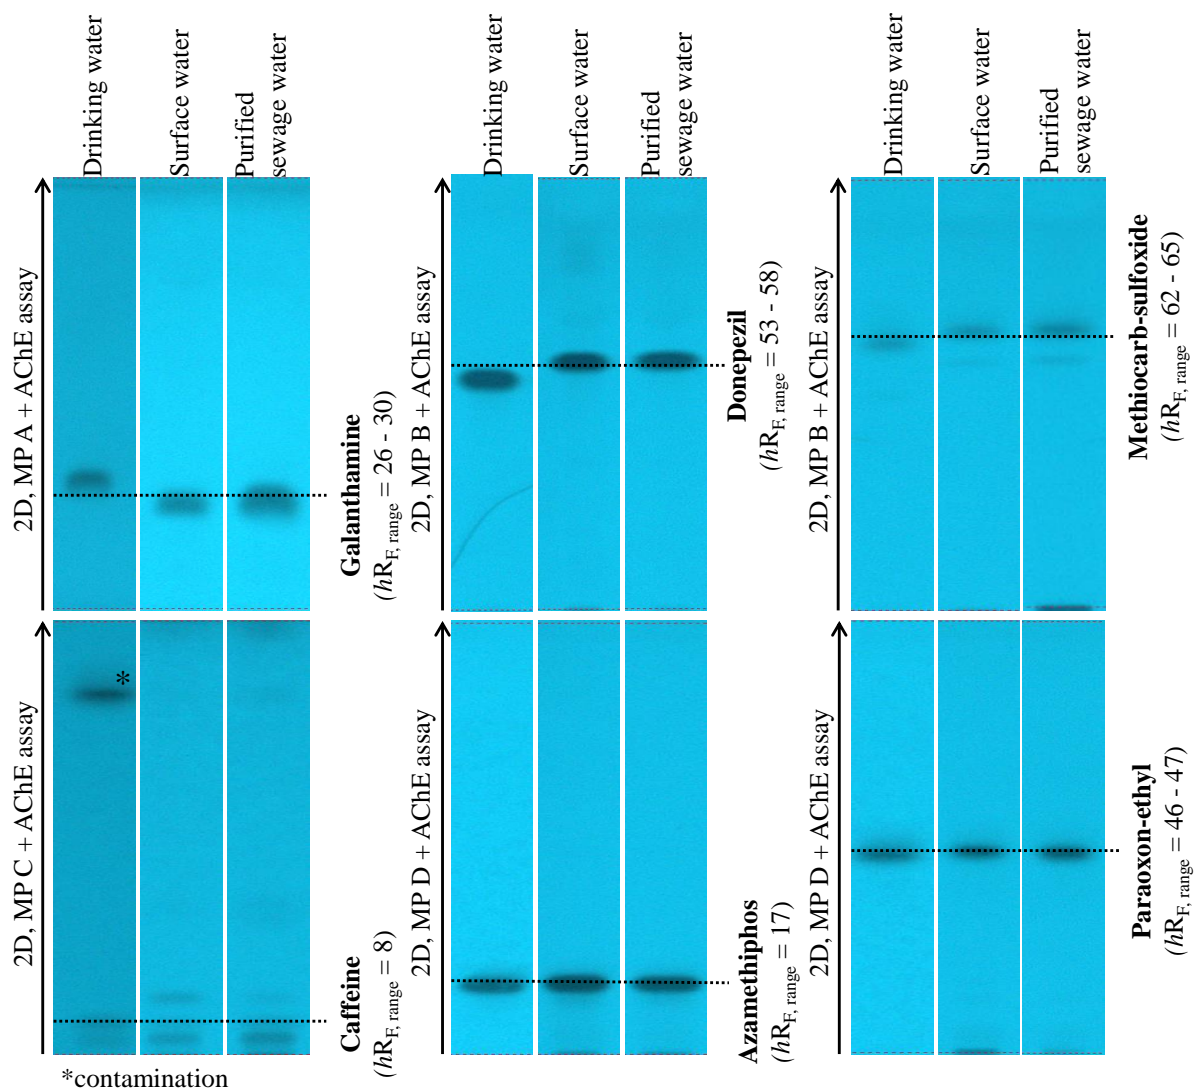 Drinking water
Surface water
Purified
sewage water
Drinking water
Surface water
Purified
sewage water
Drinking water
Surface water
Purified
sewage water
2D, MP A + AChE assay
Galanthamine
(hRF, range = 26 - 30)
2D, MP B + AChE assay
Donepezil
(hRF, range = 53 - 58)
2D, MP B + AChE assay
Methiocarb-sulfoxide
(hRF, range = 62 - 65)
2D, MP C + AChE assay
*
Caffeine
(hRF, range = 8)
2D, MP D + AChE assay
Azamethiphos
(hRF, range = 17)
2D, MP D + AChE assay
Paraoxon-ethyl
(hRF, range = 46 - 47)
*contamination